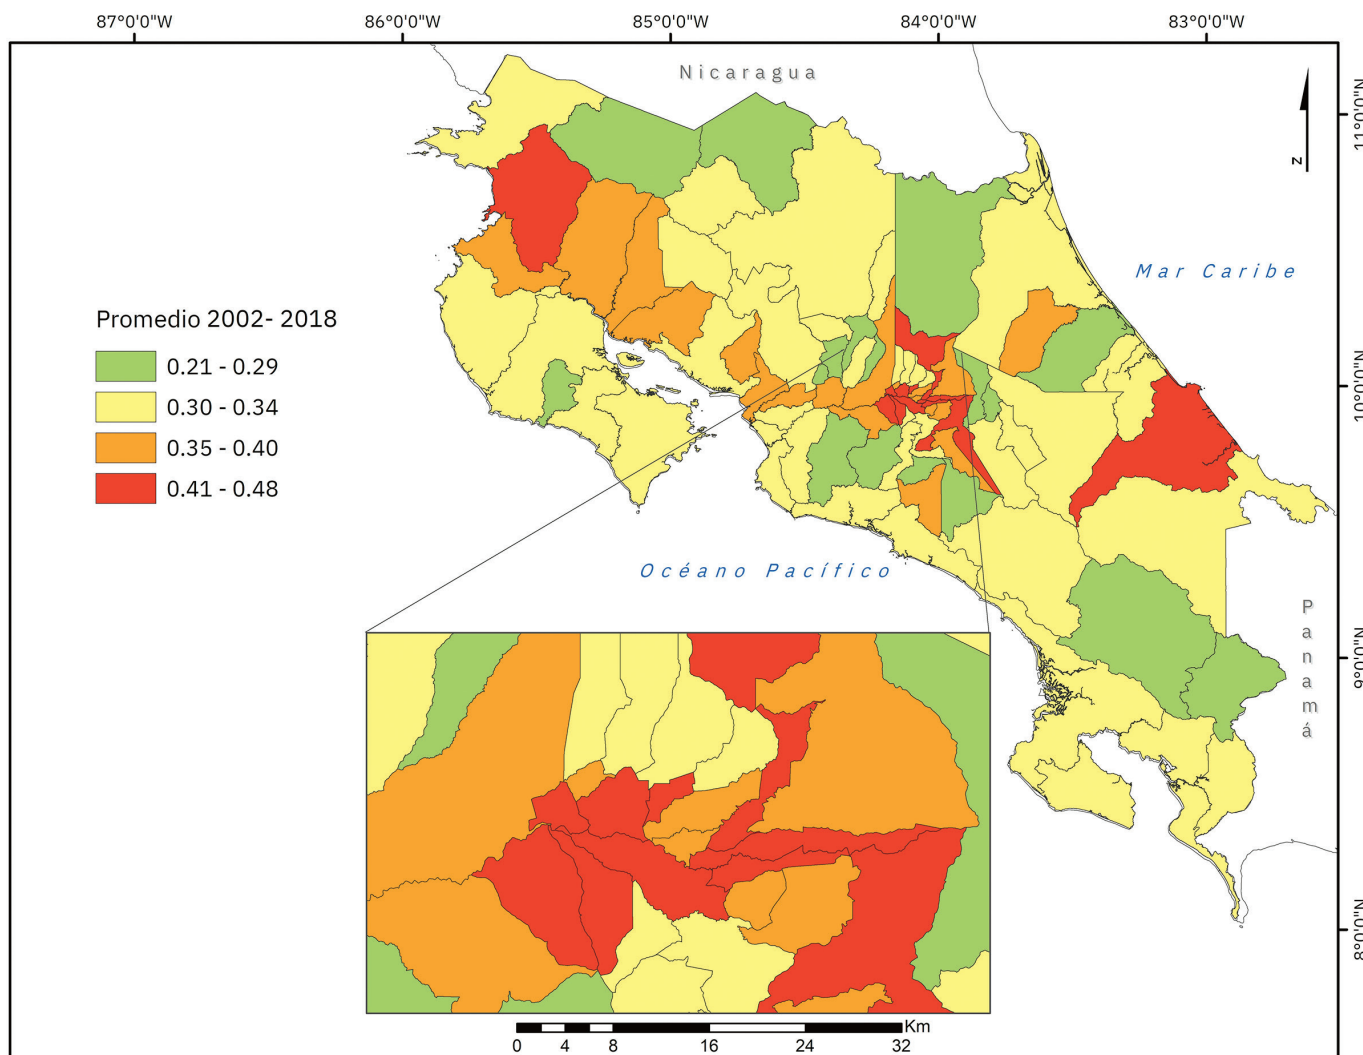 87°0'0"W 86°0'0"W 85°0'0"W 84°0'0"W 83°0'0"W
Nicaragua
11°0'0"N
N
Mar Caribe
Promedio 2002- 2018
0.21 - 0.29
0.30 - 0.34
0.35 - 0.40
0.41 - 0.48
10°0'0"N
Océano Pacífico
Panamá
9°0'0"N
8°0'0"N
Km
0 4 8 16 24 32